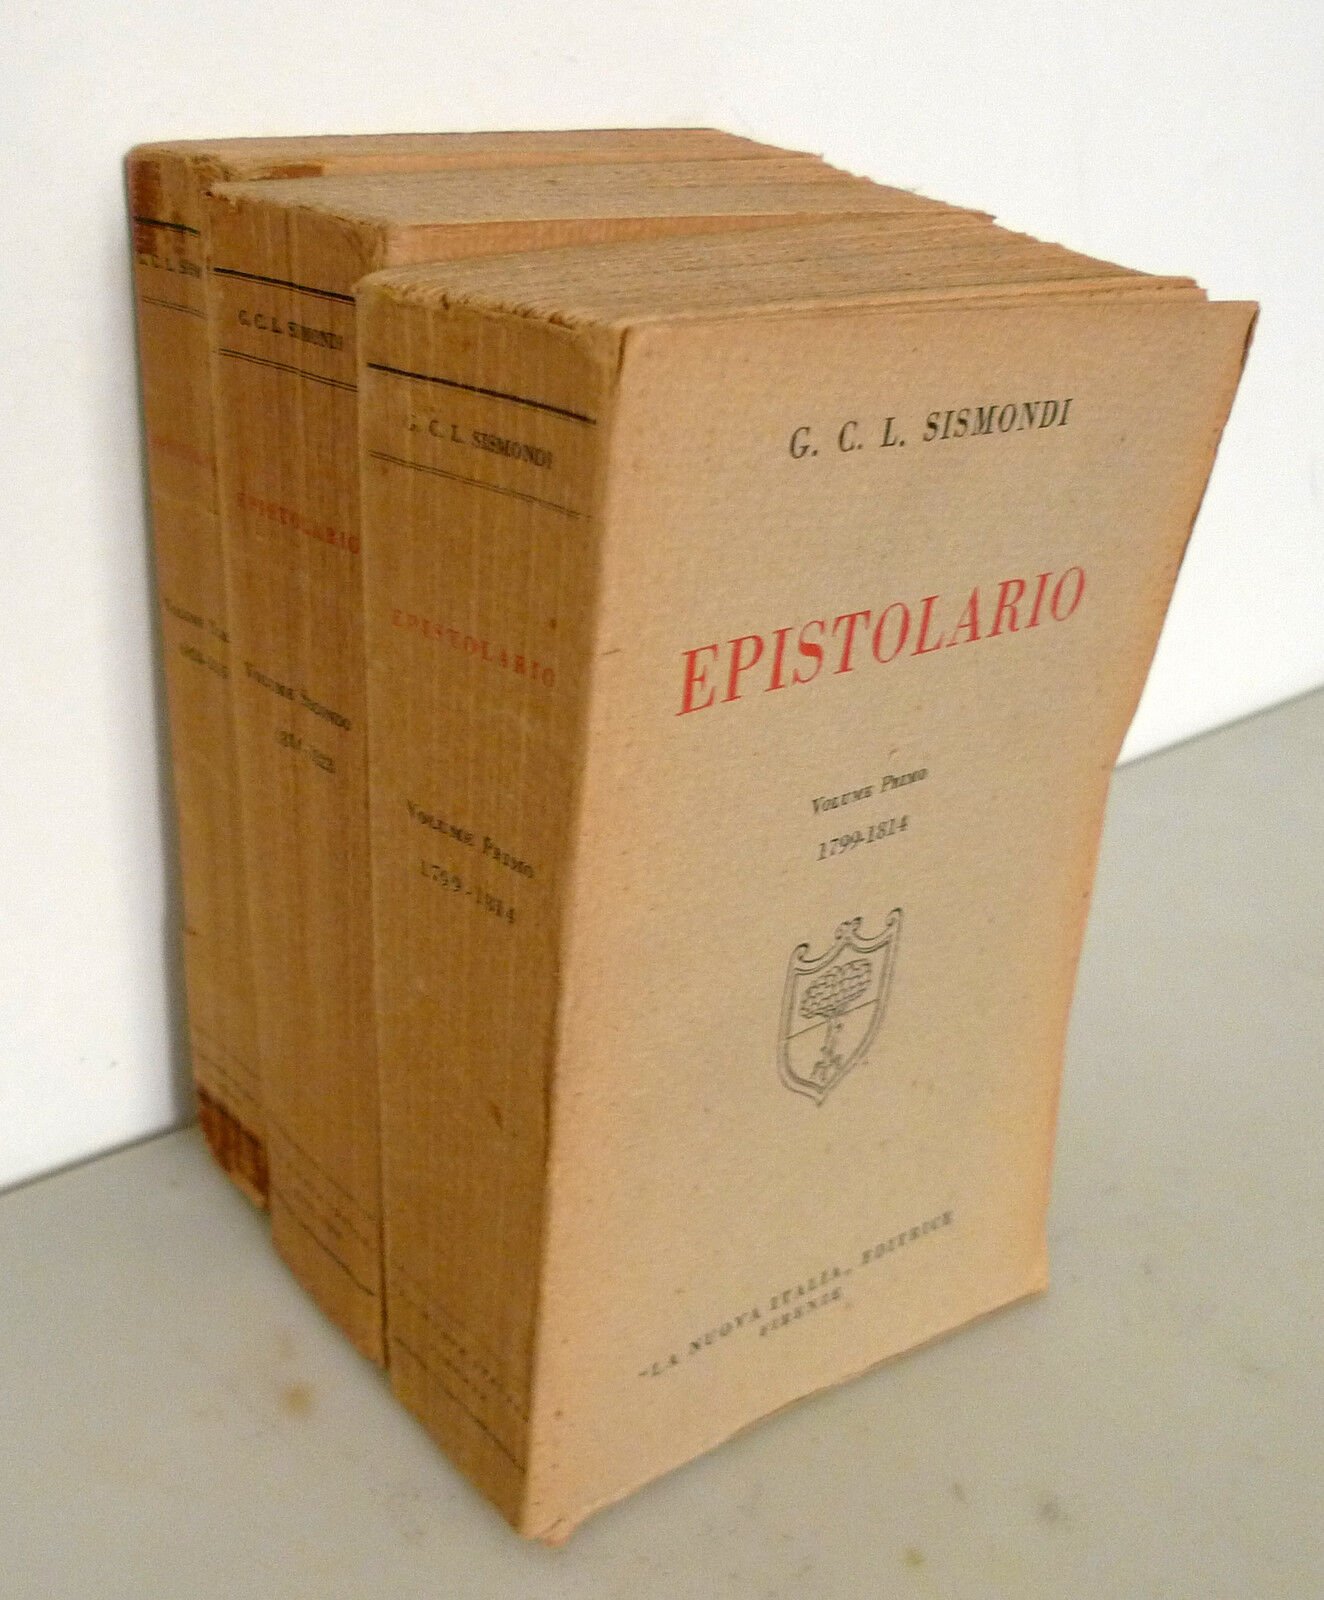 G. C. L. SISMONDI
EPISTOLARIO
VOLUME PRIMO
1799-1814
"LA NUOVA ITALIA„ EDITRICE
FIRENZE
G. C. L. SISMONDI
EPISTOLARIO
VOLUME PRIMO
1799-1814
G. C. L. SISMONDI
EPISTOLARIO
VOLUME SECONDO
C. L.
VOLUME